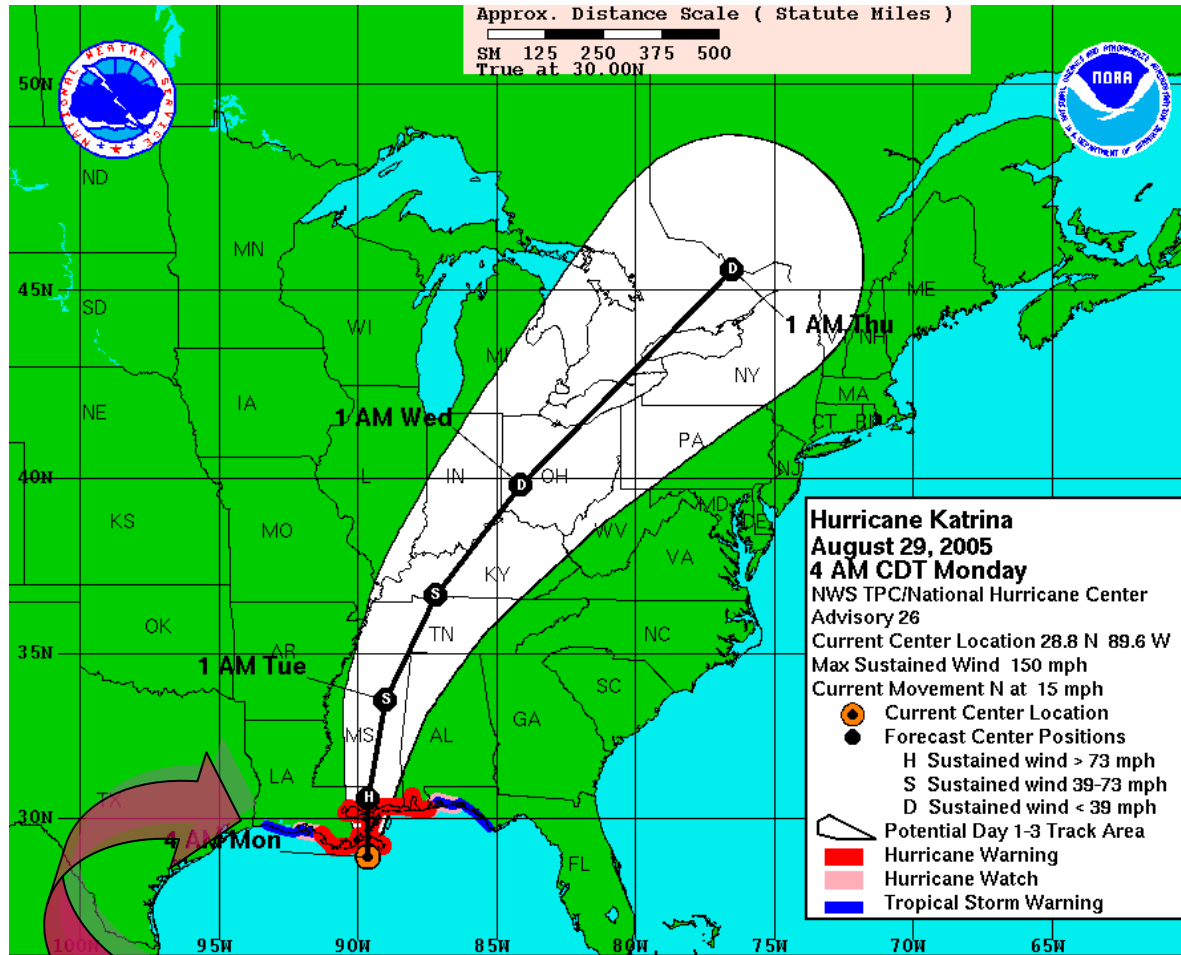 Approx. Distance Scale ( Statute Miles )
SM 125 250 375 500
True at 30.00N
NATIONAL WEATHER SERVICE
NOAA
50N
ND
MN
45N
SD
WI
MI
ME
1 AM Thu
NH
NY
MA
CT RI
NE
IA
1 AM Wed
PA
40N
L
IN
OH
NJ
MD
DE
KS
MO
WV
VA
KY
OK
AR
TN
NC
35N
1 AM Tue
SC
MS
AL
GA
LA
TX
H
S
S
D
D
30N
4 AM Mon
FL
100W 95W 90W 85W 80W 75W 70W 65W
Hurricane Katrina
August 29, 2005
4 AM CDT Monday
NWS TPC/National Hurricane Center
Advisory 26
Current Center Location 28.8 N 89.6 W
Max Sustained Wind 150 mph
Current Movement N at 15 mph
Current Center Location
Forecast Center Positions
H Sustained wind > 73 mph
S Sustained wind 39-73 mph
D Sustained wind < 39 mph
Potential Day 1-3 Track Area
Hurricane Warning
Hurricane Watch
Tropical Storm Warning